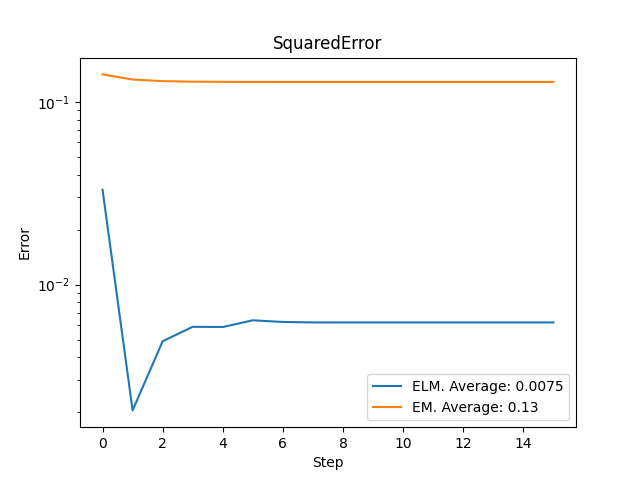 SquaredError
Error
10⁻¹
10⁻²
0 2 4 6 8 10 12 14
Step
ELM. Average: 0.0075
EM. Average: 0.13